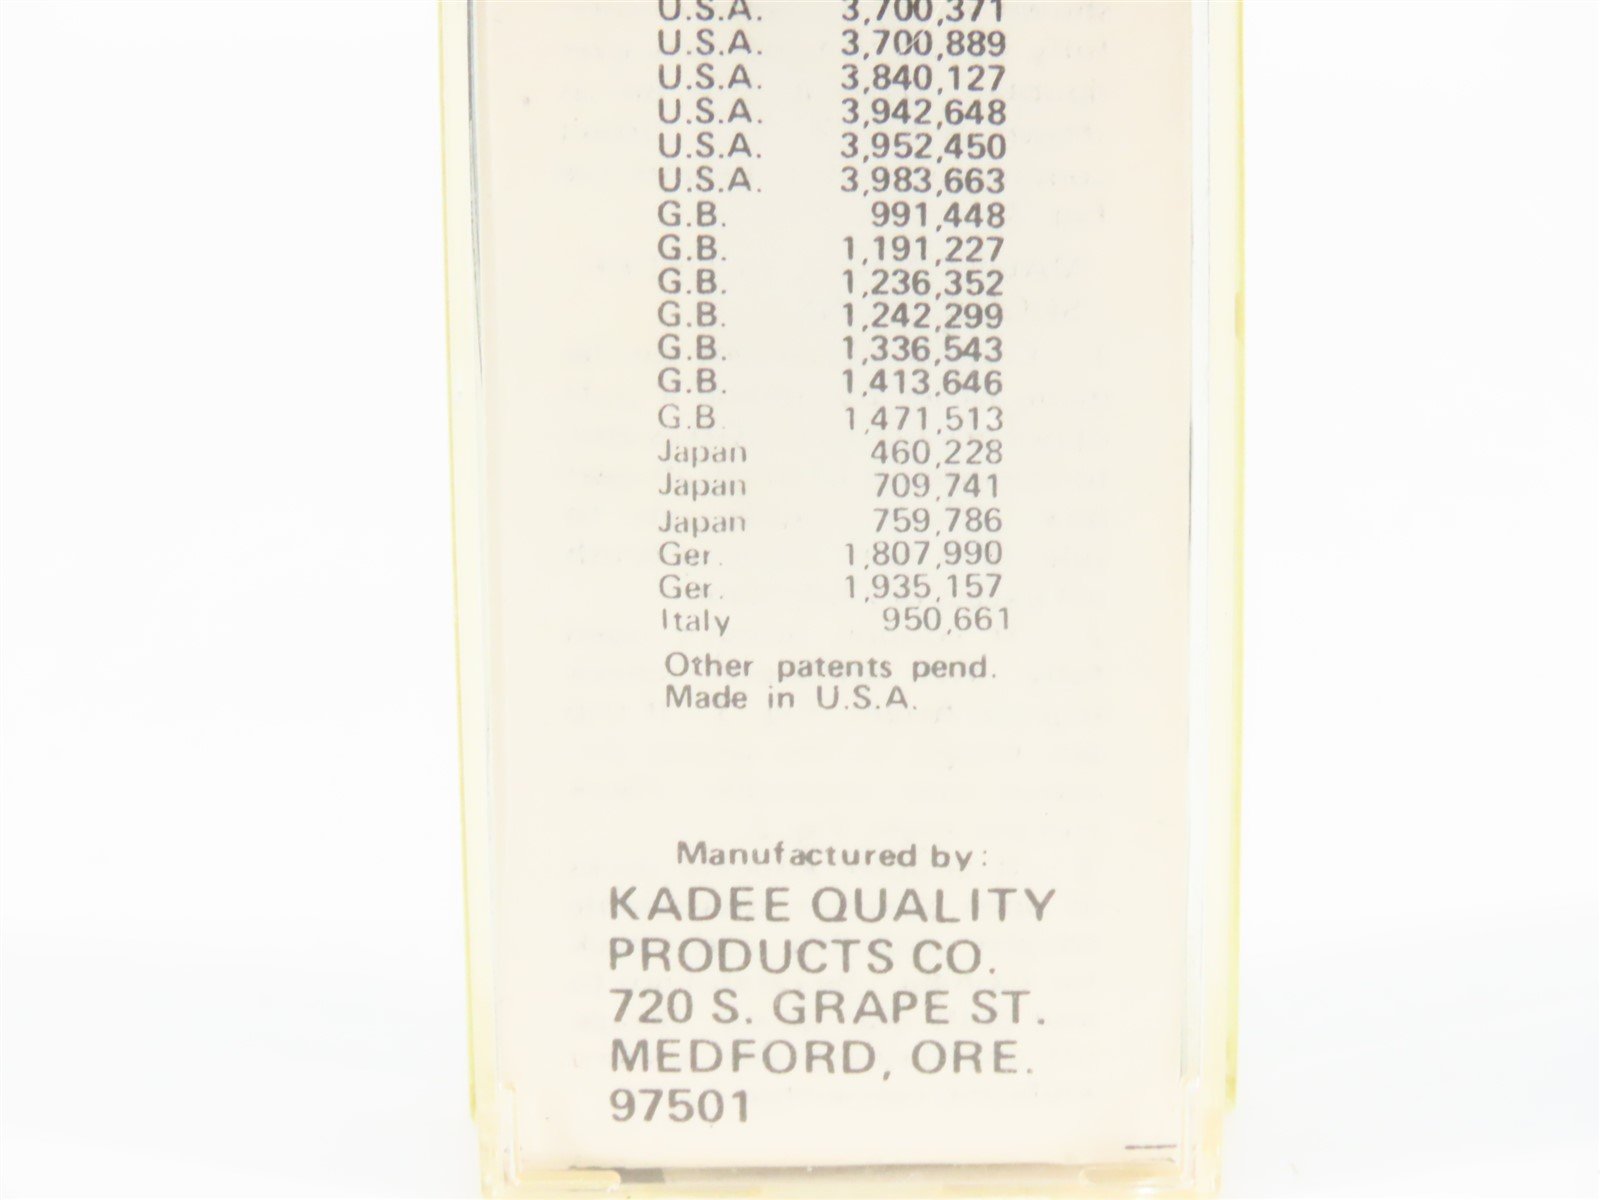 U.S.A. 3,700,371
U.S.A. 3,700,889
U.S.A. 3,840,127
U.S.A. 3,942,648
U.S.A. 3,952,450
U.S.A. 3,983,663
G.B. 991,448
G.B. 1,191,227
G.B. 1,236,352
G.B. 1,242,299
G.B. 1,336,543
G.B. 1,413,646
G.B. 1,471,513
Japan 460,228
Japan 709,741
Japan 759,786
Ger. 1,807,990
Ger. 1,935,157
Italy 950,661
Other patents pend.
Made in U.S.A.
Manufactured by:
KADEE QUALITY
PRODUCTS CO.
720 S. GRAPE ST.
MEDFORD, ORE.
97501